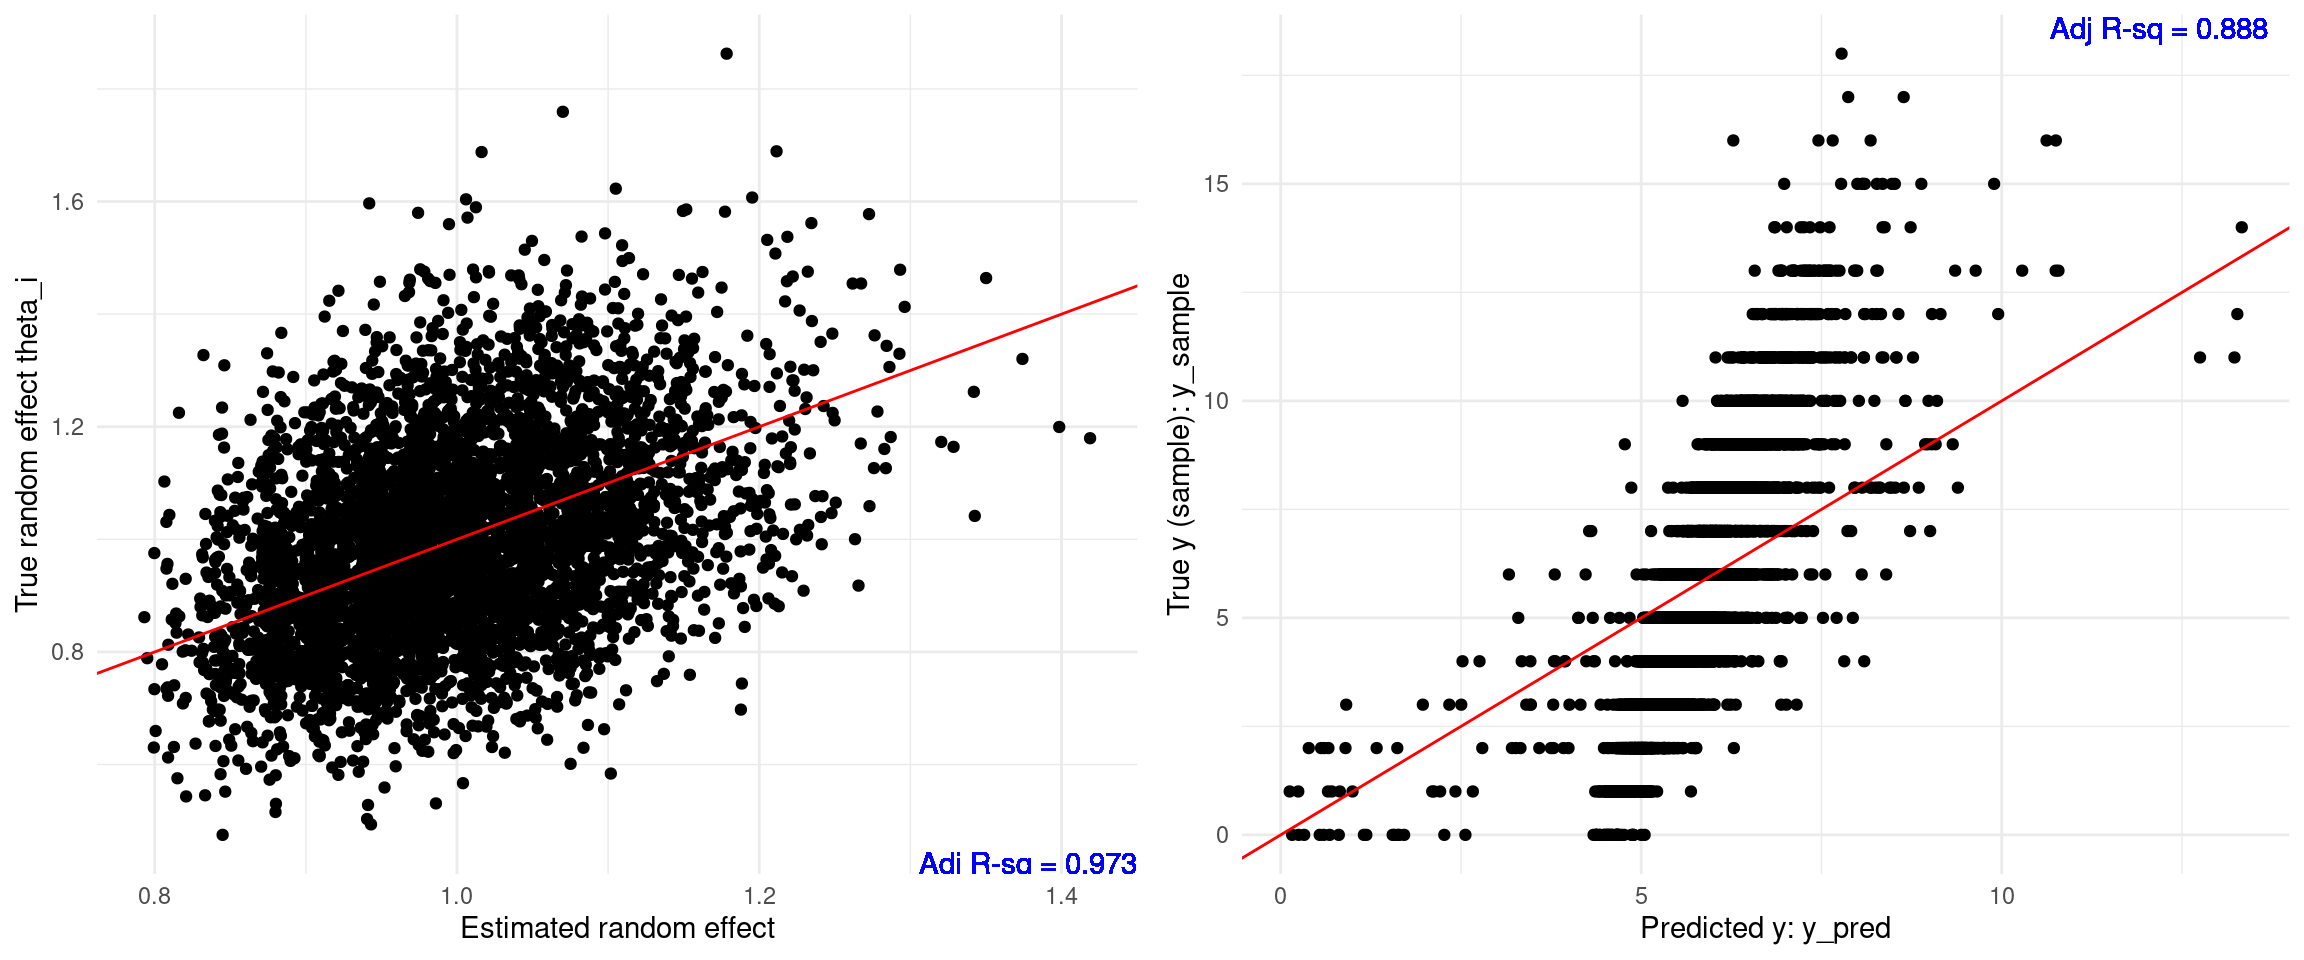 True random effect theta_i
1.6
1.2
0.8
0.8 1.0 1.2 1.4
Estimated random effect
Adj R-sq = 0.973
True y (sample): y_sample
15
10
5
0
0 5 10
Predicted y: y_pred
Adj R-sq = 0.888